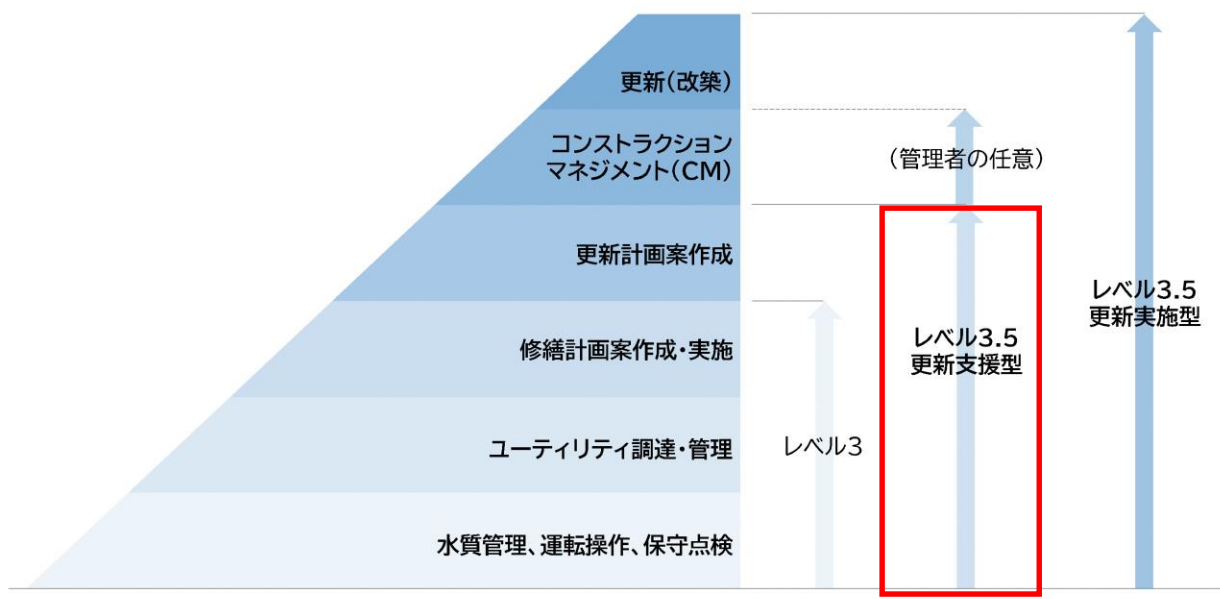 更新(改築)
コンストラクション
マネジメント(CM)
(管理者の任意)
更新計画案作成
レベル3.5
更新実施型
修繕計画案作成・実施
レベル3.5
更新支援型
ユーティリティ調達・管理
レベル3
水質管理、運転操作、保守点検